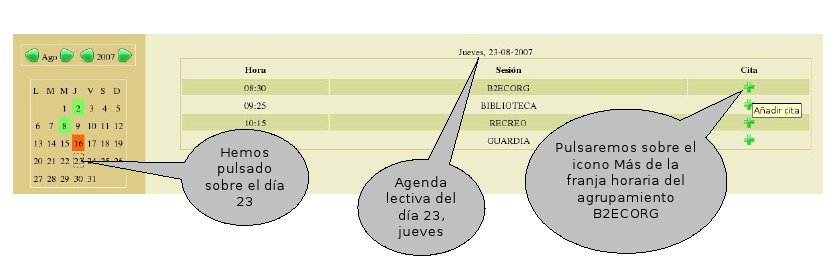 Ago 2007
L M M J V S D
1 2 3 4 5
6 7 8 9 10 11 12
13 14 15 16 17 18 19
20 21 22 23 24 25 26
27 28 29 30 31
Jueves, 23-08-2007
Hora Sesión Cita
08:30 B2ECORG
09:25 BIBLIOTECA
Añadir cita
10:15 RECREO
GUARDIA
Hemos
pulsado
sobre el día
23
Agenda
lectiva del
día 23,
jueves
Pulsaremos sobre el
icono Más de la
franja horaria del
agrupamiento
B2ECORG